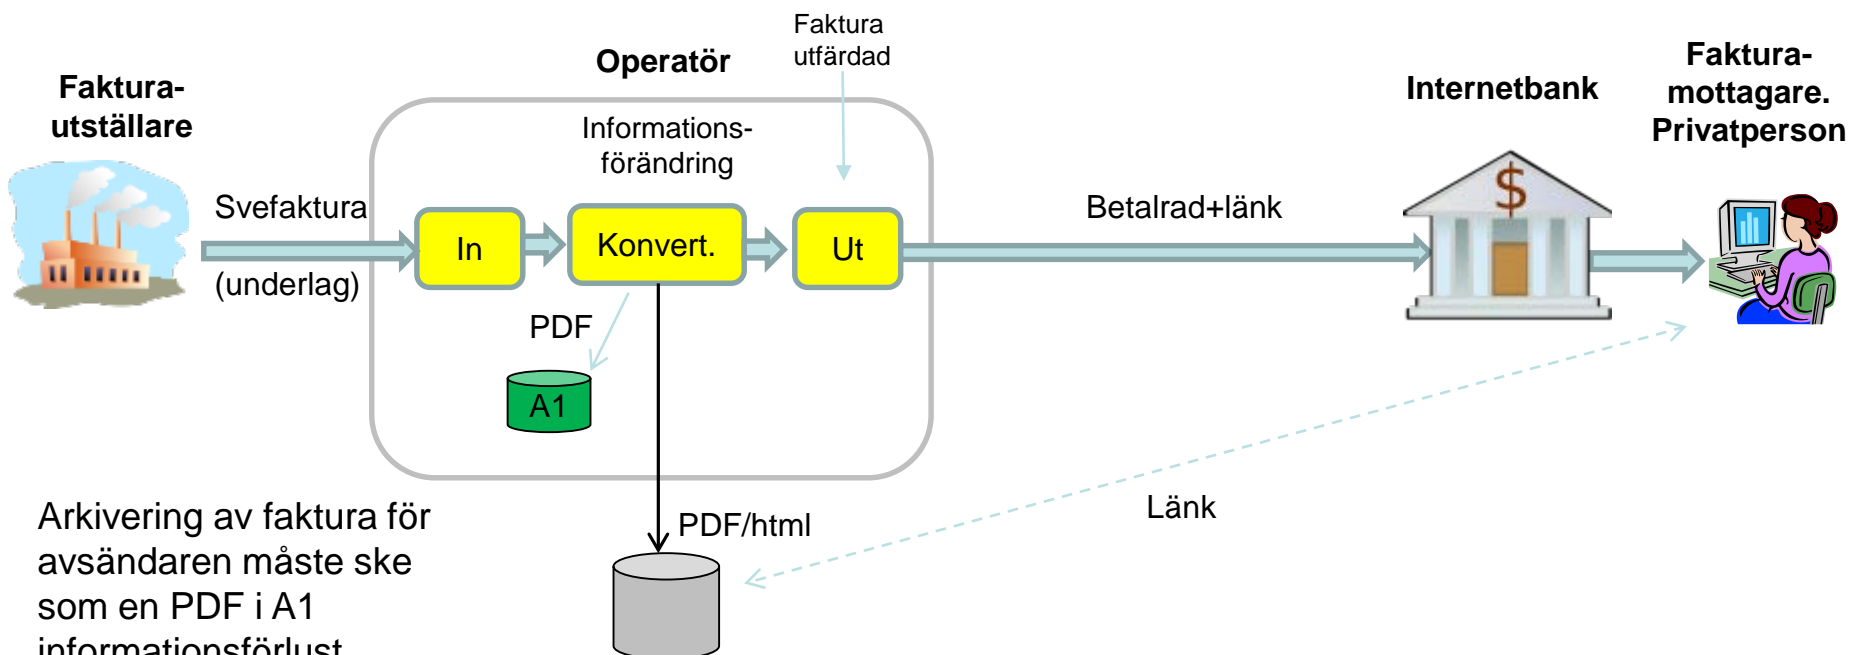 Faktura
utfärdad
Operatör
Faktura-
utställare
Internetbank
Faktura-
mottagare.
Privatperson
Informations-
förändring
Svefaktura
(underlag)
In
Konvert.
Ut
Betalrad+länk
$
PDF
A1
PDF/html
Länk
Arkivering av faktura för
avsändaren måste ske
som en PDF i A1
informationsförlust